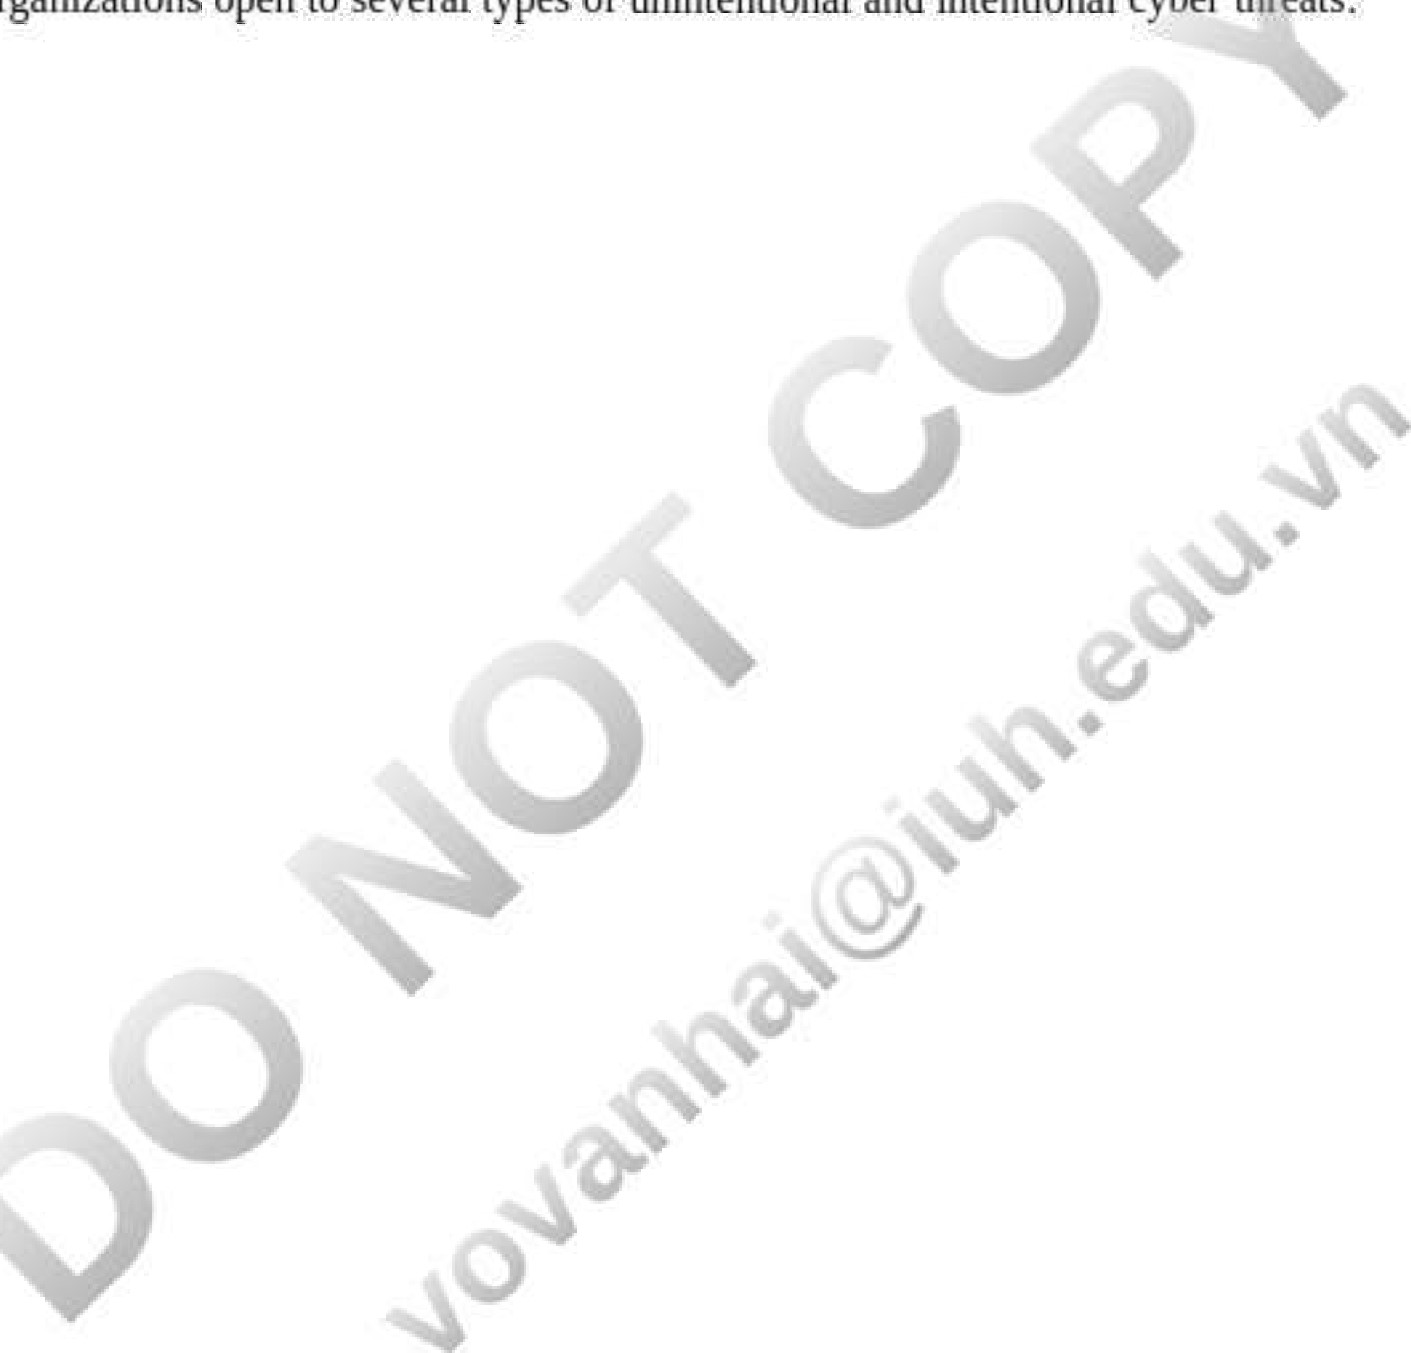 rganizations open to several types of unintentional and intentional cyber threats.
DO NOT COPY
vovanhai@iuh.edu.vn